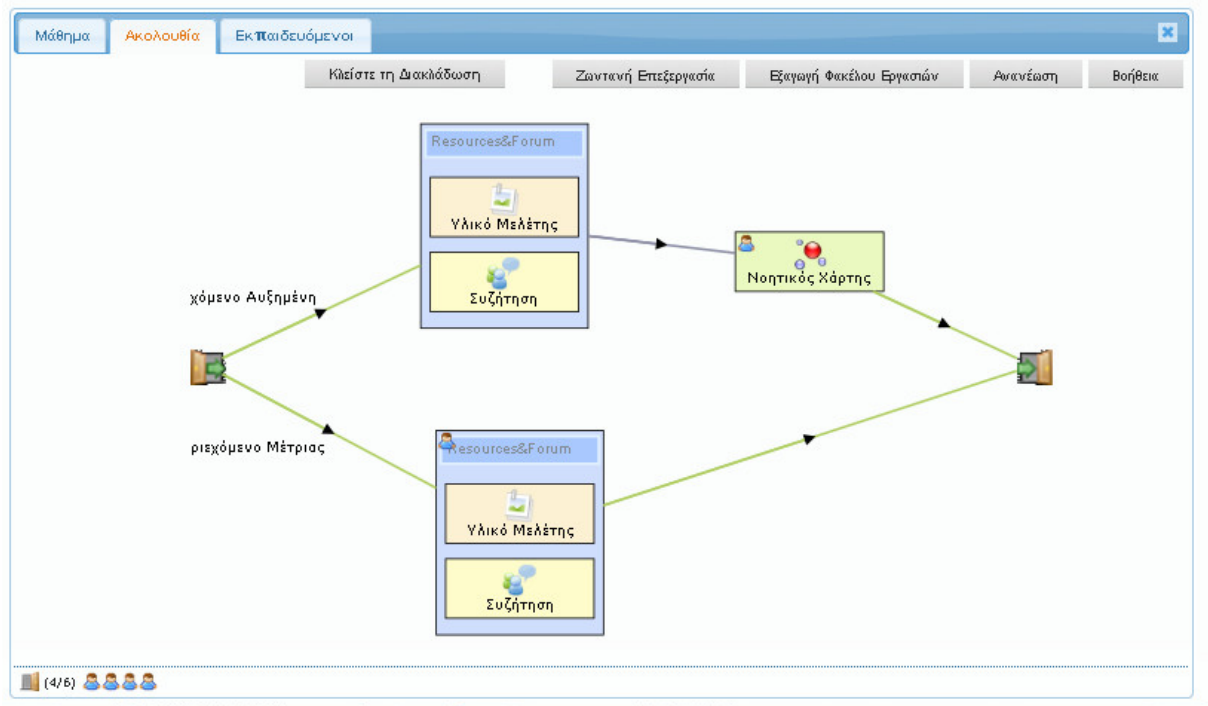 Μάθημα Ακολουθία Εκπαιδευόμενοι
Κλείστε τη Διακλάδωση Ζωντανή Επεξεργασία Εξαγωγή Φακέλου Εργασιών Ανανέωση Βοήθεια
Resources&Forum
Υλικό Μελέτης
Συζήτηση
Νοητικός Χάρτης
χόμενο Αυξημένη
ριεχόμενο Μέτριας
Resources&Forum
Υλικό Μελέτης
Συζήτηση
(4/6)